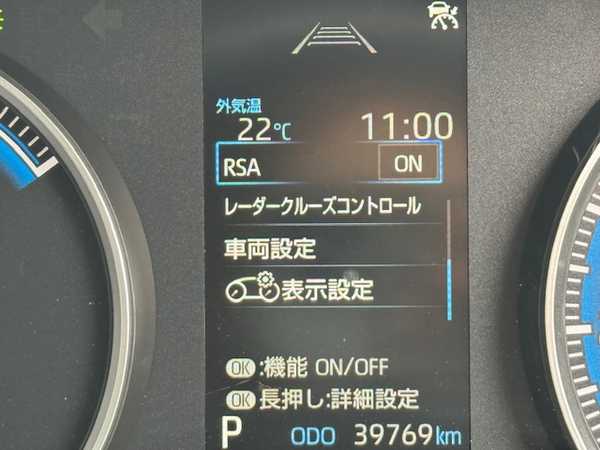 外気温
22℃ 11:00
RSA ON
レーダークルーズコントロール
車両設定
表示設定
OK:機能 ON/OFF
OK長押し:詳細設定
P ODO 39769km